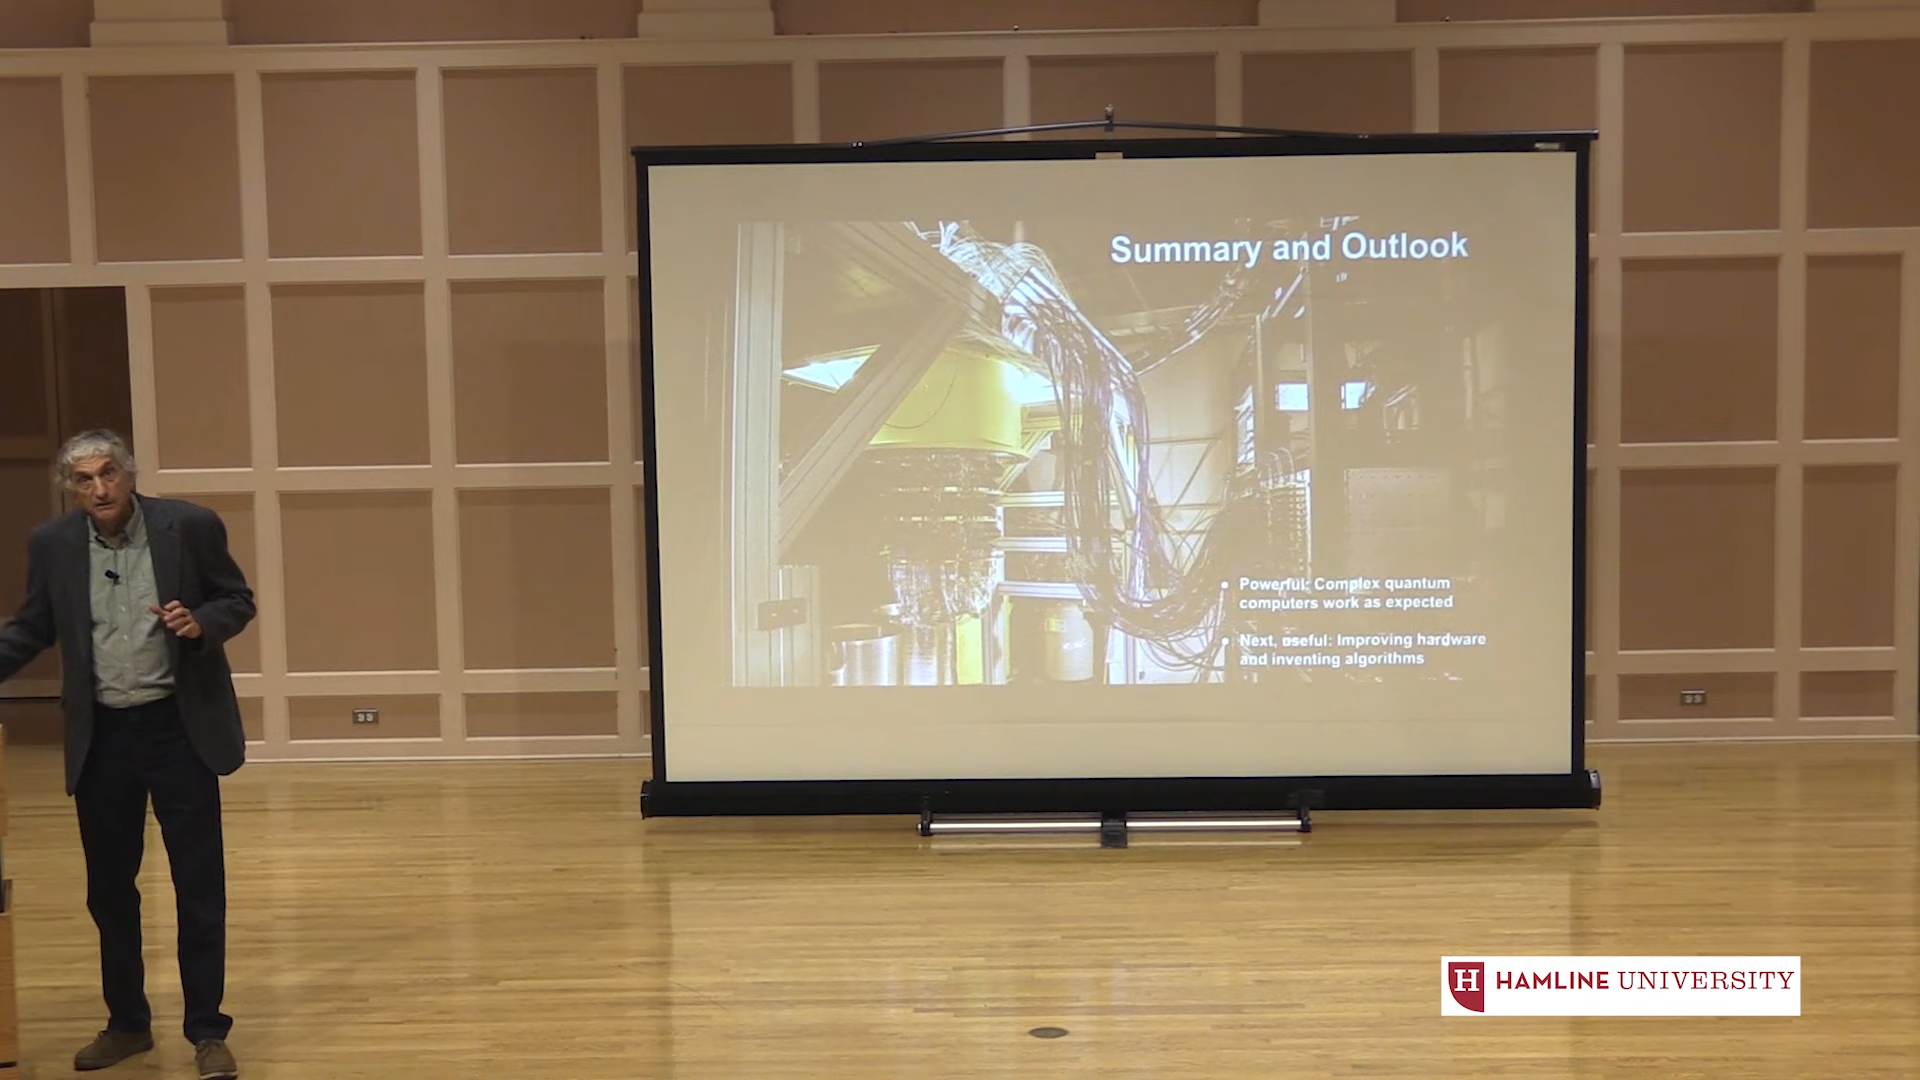 Summary and Outlook
• Powerful: Complex quantum
computers work as expected
• Next, useful: Improving hardware
and inventing algorithms
H HAMLINE UNIVERSITY